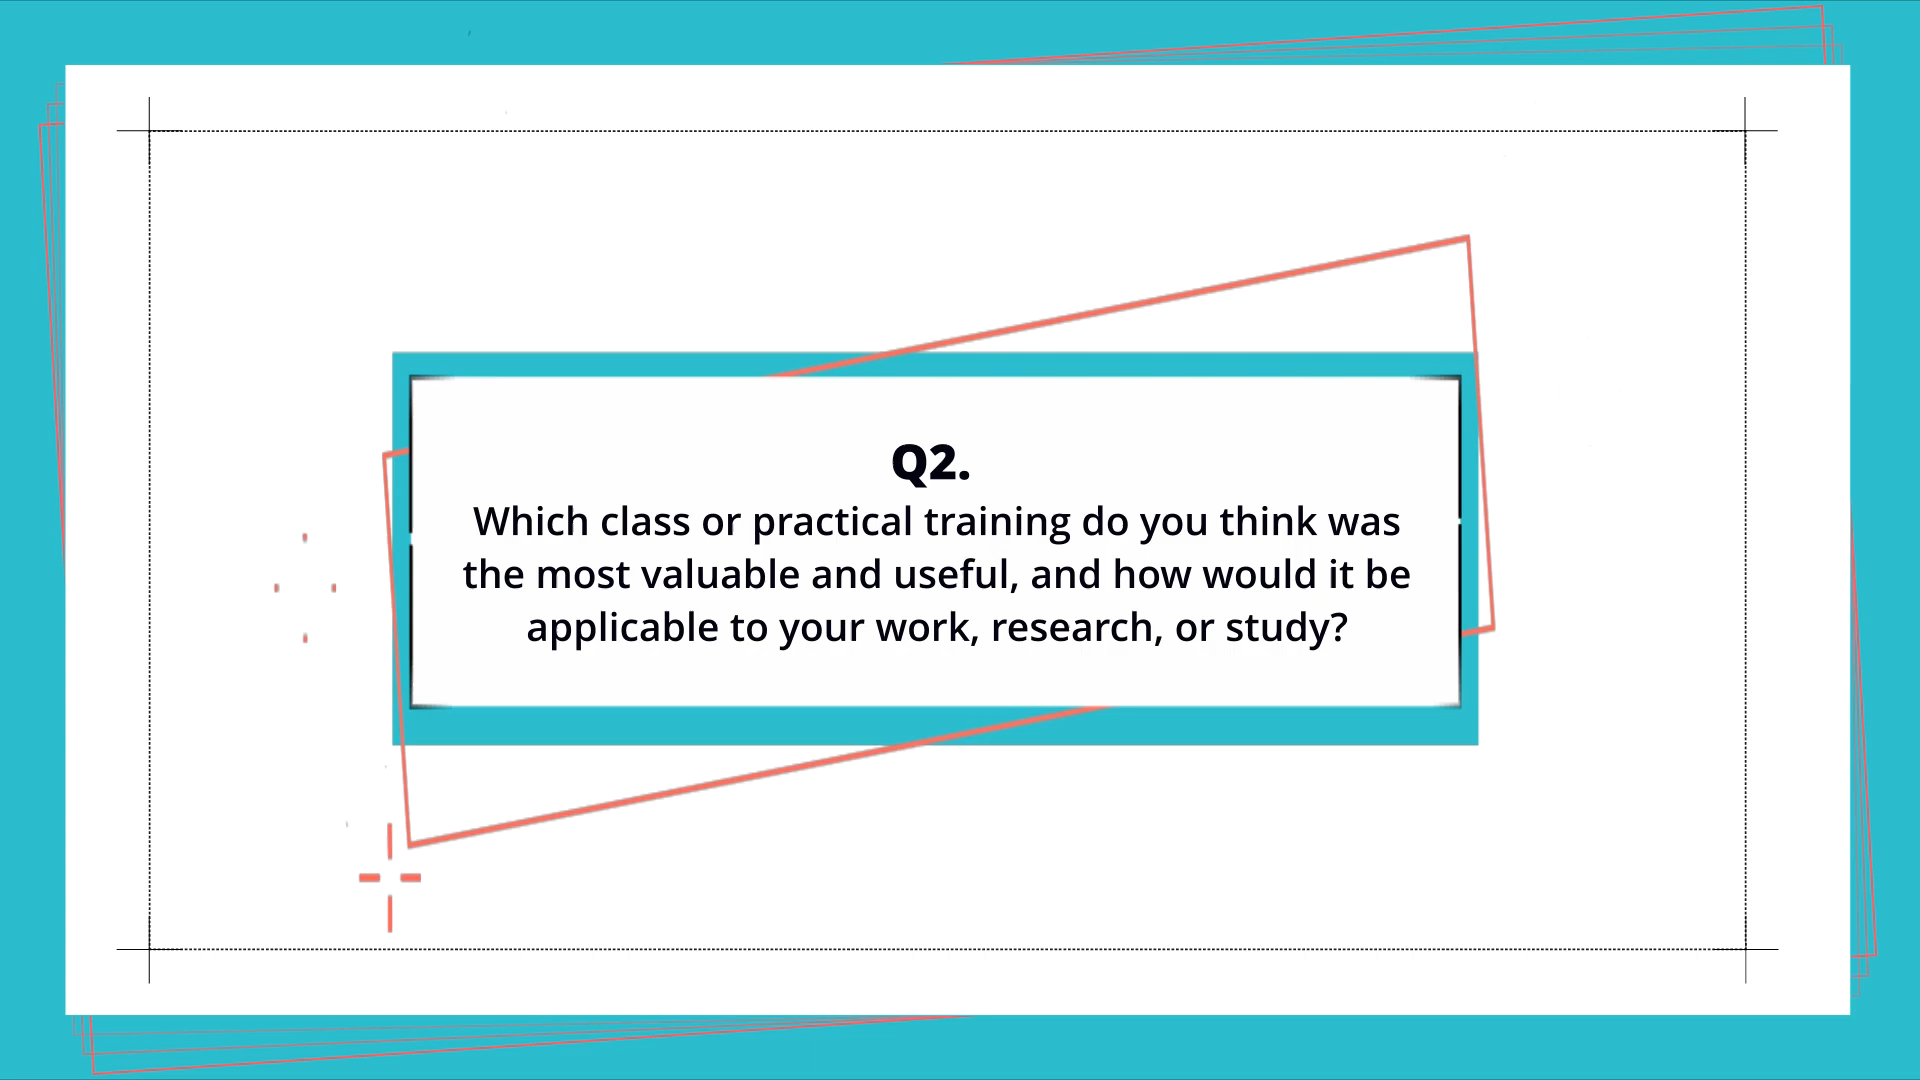 Q2.
Which class or practical training do you think was
the most valuable and useful, and how would it be
applicable to your work, research, or study?